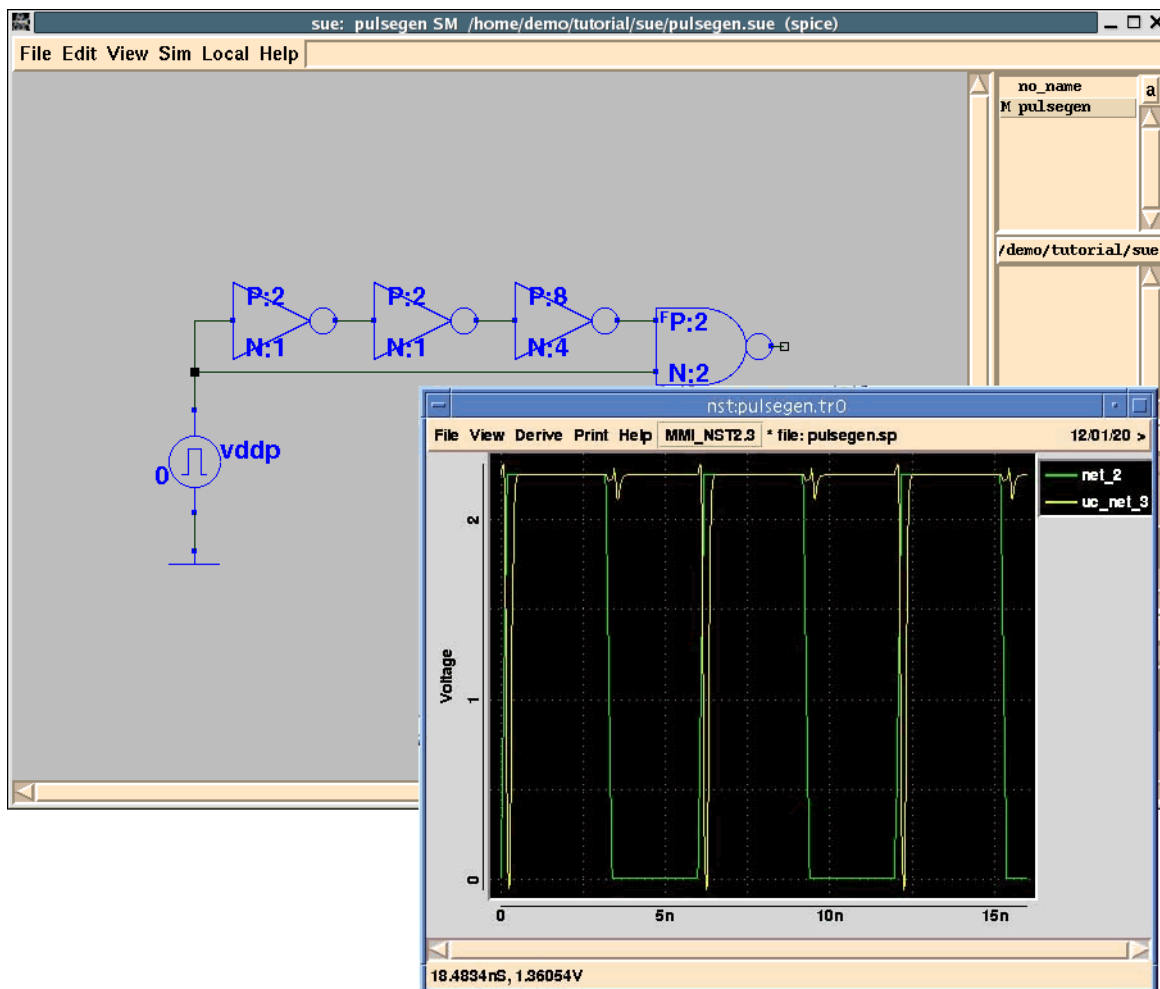 sue: pulsegen SM /home/demo/tutorial/sue/pulsegen.sue (spice)
File Edit View Sim Local Help
no_name
a
M pulsegen
/demo/tutorial/sue
P:2
P:2
P:8
F
P:2
N:1
N:1
N:4
N:2
vddp
0
nst:pulsegen.tr0
File View Derive Print Help MMI_NST2.3 * file: pulsegen.sp 12/01/20 >
net_2
uc_net_3
2
Voltage
1
0
0 5n 10n 15n
18.4834nS, 1.36054V